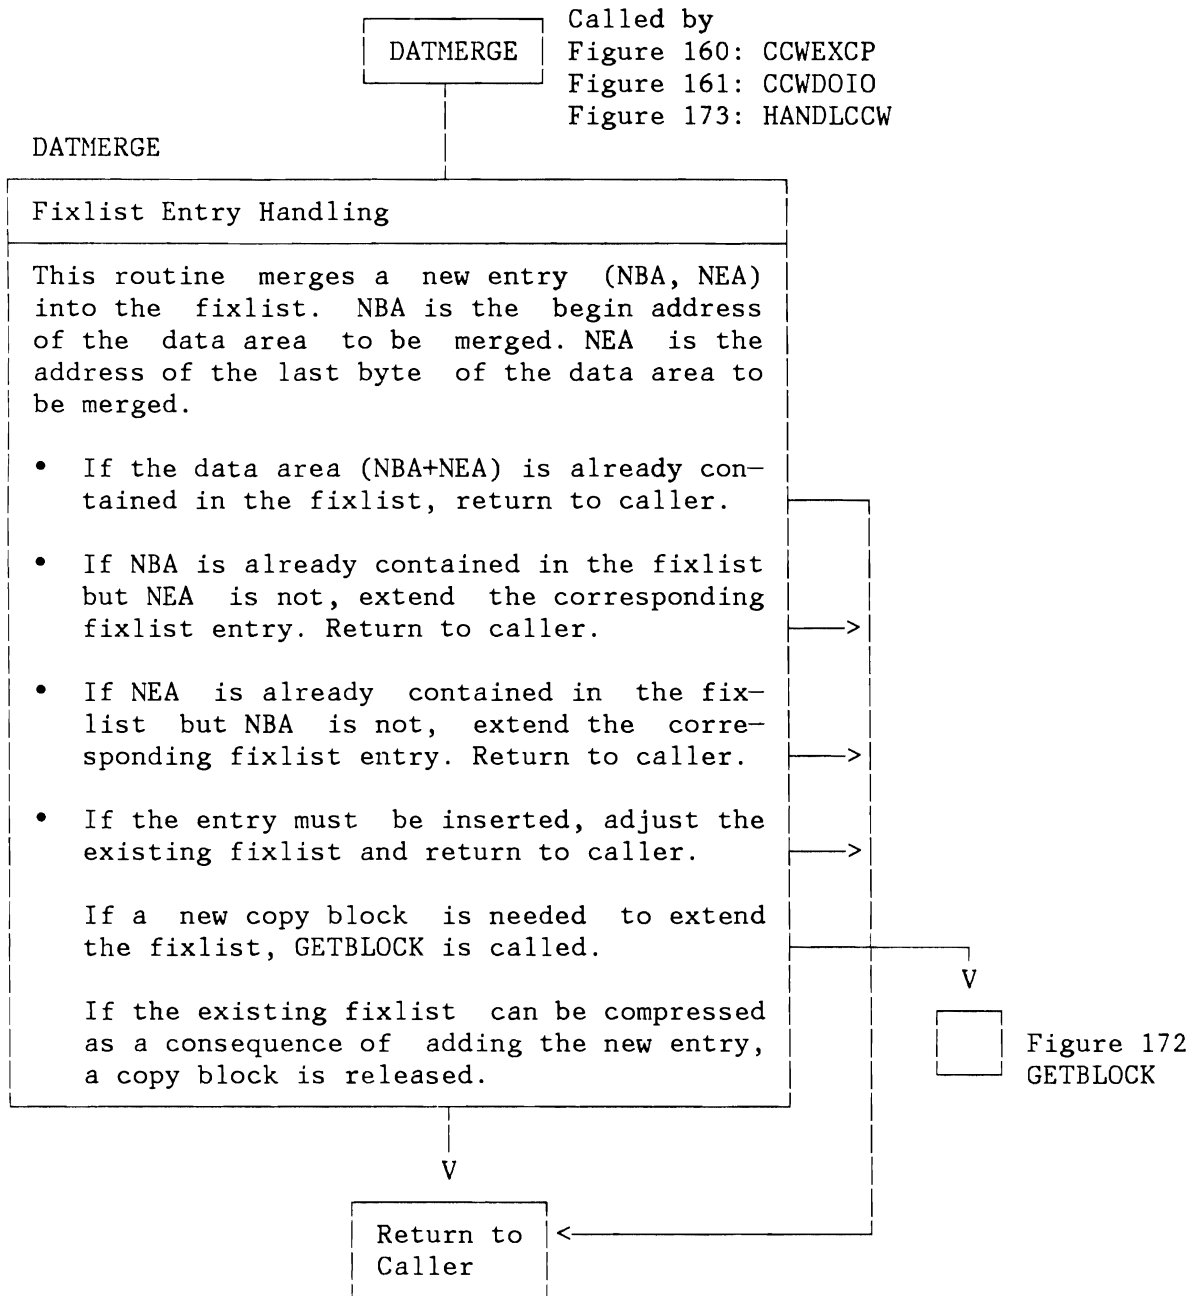 DATMERGE
Called by
Figure 160: CCWEXCP
Figure 161: CCWDOIO
Figure 173: HANDLCCW
DATMERGE
Fixlist Entry Handling
This routine merges a new entry (NBA, NEA)
into the fixlist. NBA is the begin address
of the data area to be merged. NEA is the
address of the last byte of the data area to
be merged.
• If the data area (NBA+NEA) is already con-
tained in the fixlist, return to caller.
• If NBA is already contained in the fixlist
but NEA is not, extend the corresponding
fixlist entry. Return to caller.
• If NEA is already contained in the fix-
list but NBA is not, extend the corre-
sponding fixlist entry. Return to caller.
• If the entry must be inserted, adjust the
existing fixlist and return to caller.
If a new copy block is needed to extend
the fixlist, GETBLOCK is called.
V
If the existing fixlist can be compressed
as a consequence of adding the new entry,
a copy block is released.
Figure 172
GETBLOCK
V
Return to
Caller